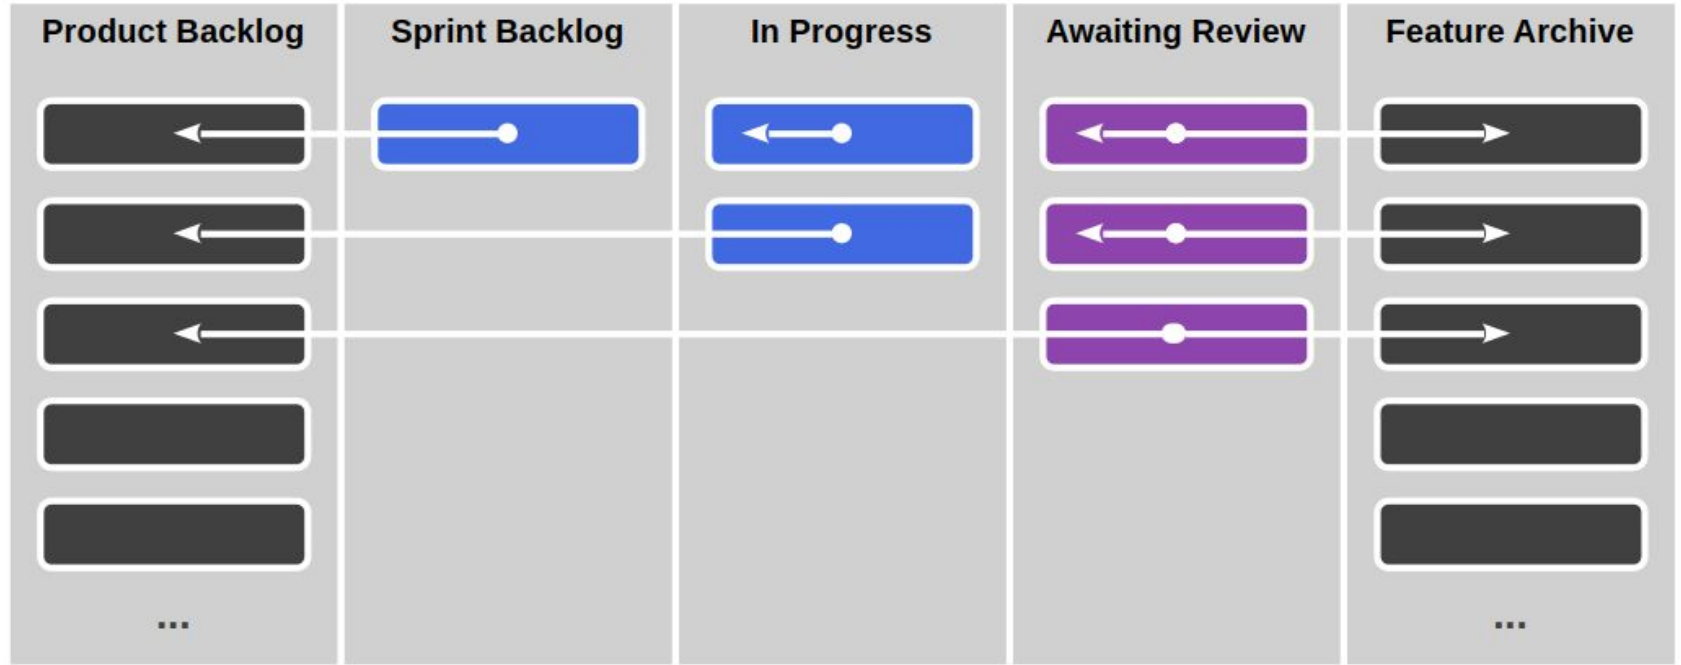 Product Backlog
Sprint Backlog
In Progress
Awaiting Review
Feature Archive
...
...